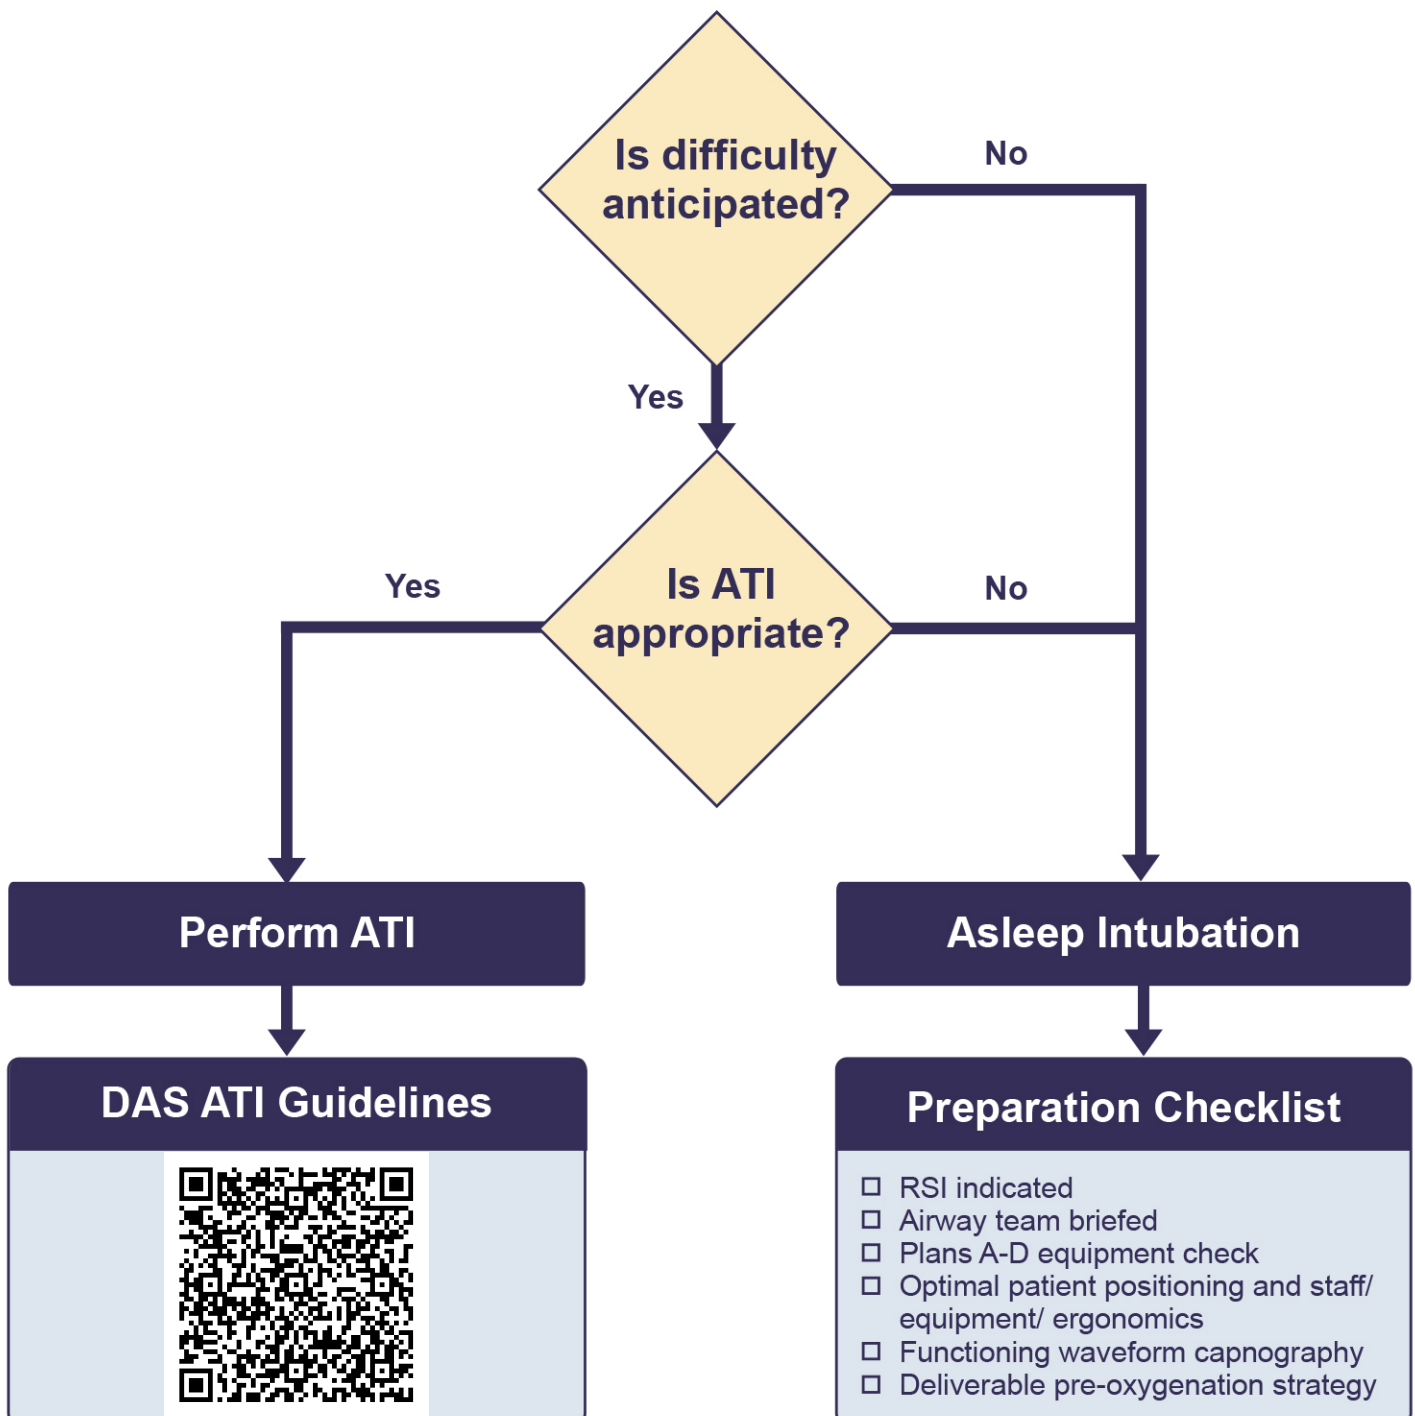 Is difficulty
anticipated?
No
Yes
Is ATI
appropriate?
Yes
No
Perform ATI
Asleep Intubation
DAS ATI Guidelines
Preparation Checklist
☐ RSI indicated
☐ Airway team briefed
☐ Plans A-D equipment check
☐ Optimal patient positioning and staff/
equipment/ ergonomics
☐ Functioning waveform capnography
☐ Deliverable pre-oxygenation strategy